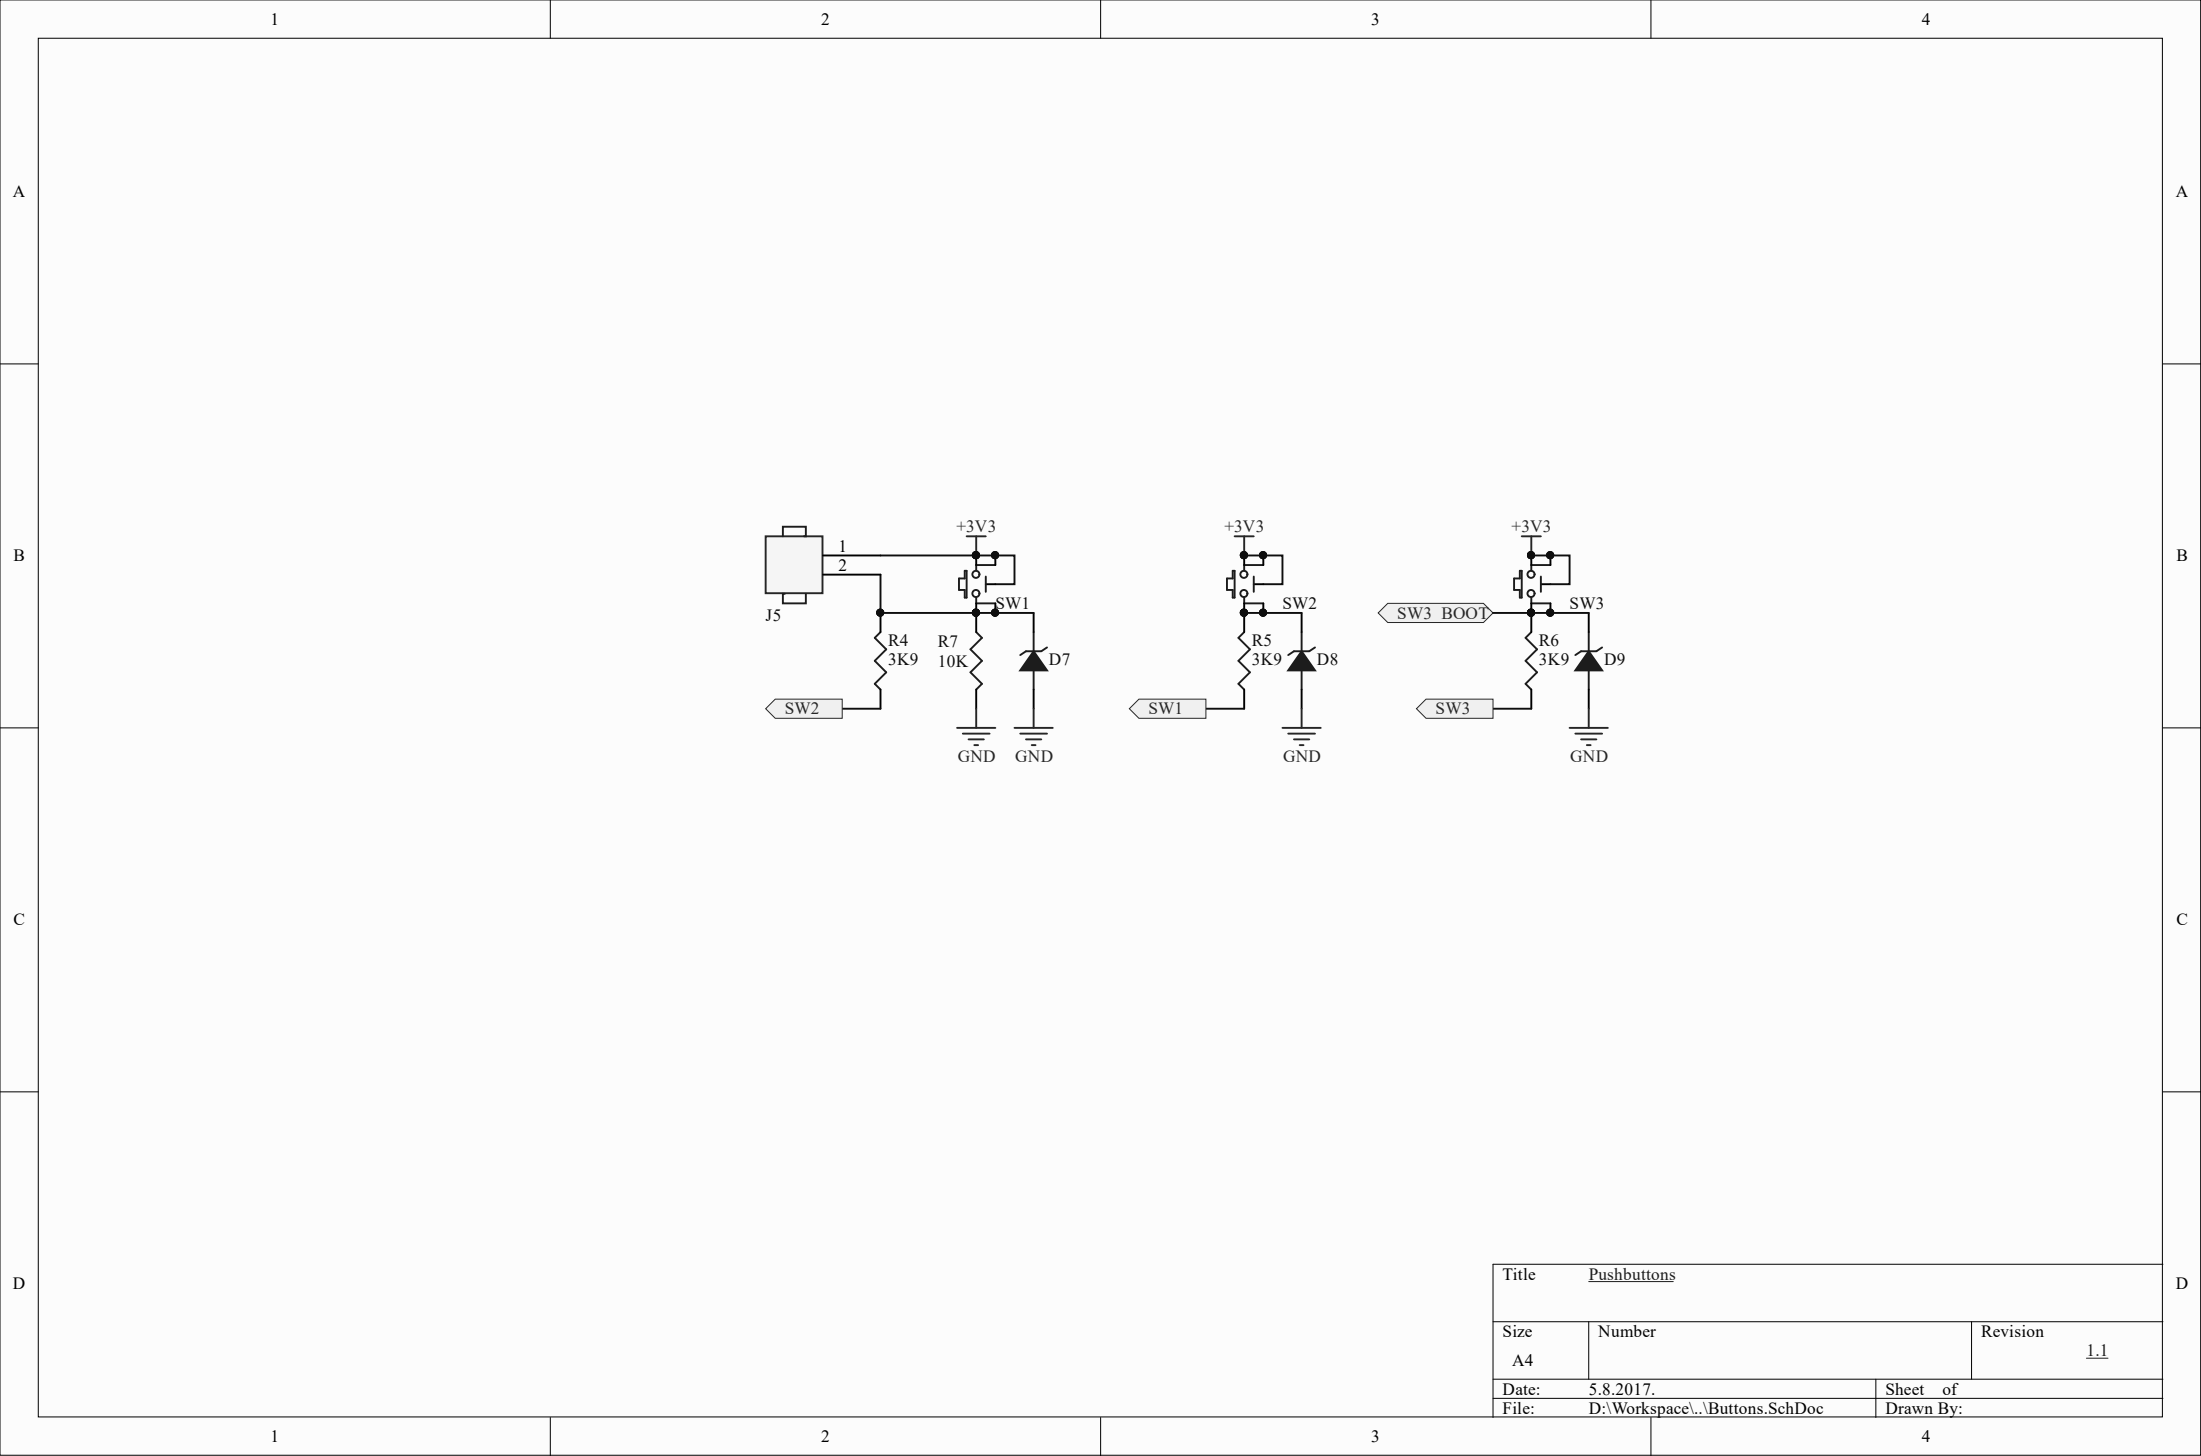 1 2 3 4
A A
+3V3 +3V3 +3V3
1
B B
2
SW1 SW2 SW3
J5 SW3_BOOT
R4 R7 R5 R6
3K9 10K D7 3K9 D8 3K9 D9
SW2 SW1 SW3
GND GND GND GND
C C
Title Pushbuttons
D D
Size Number Revision
A4 1.1
Date: 5.8.2017. Sheet of
File: D:\Workspace\..\Buttons.SchDoc Drawn By:
1 2 3 4